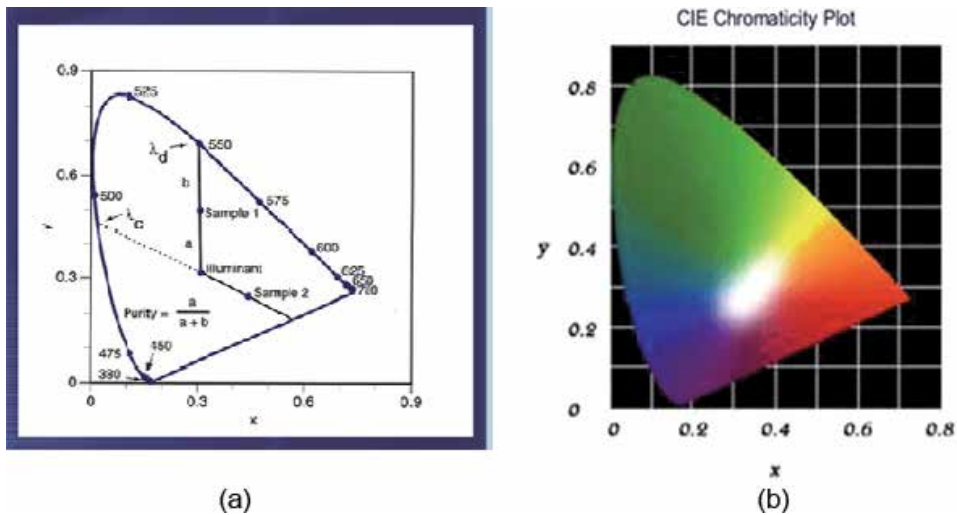 CIE Chromaticity Plot
0.9
525
λd
550
b
0.6
500
λc
Sample 1
575
a
600
Illuminant
625
650
Sample 2
0.3
Purity = a
a + b
450
475
380
0
0
0.3
0.6
0.9
x
0.8
0.6
y
0.4
0.2
0
0
0.2
0.4
0.6
0.8
x
(a)
(b)